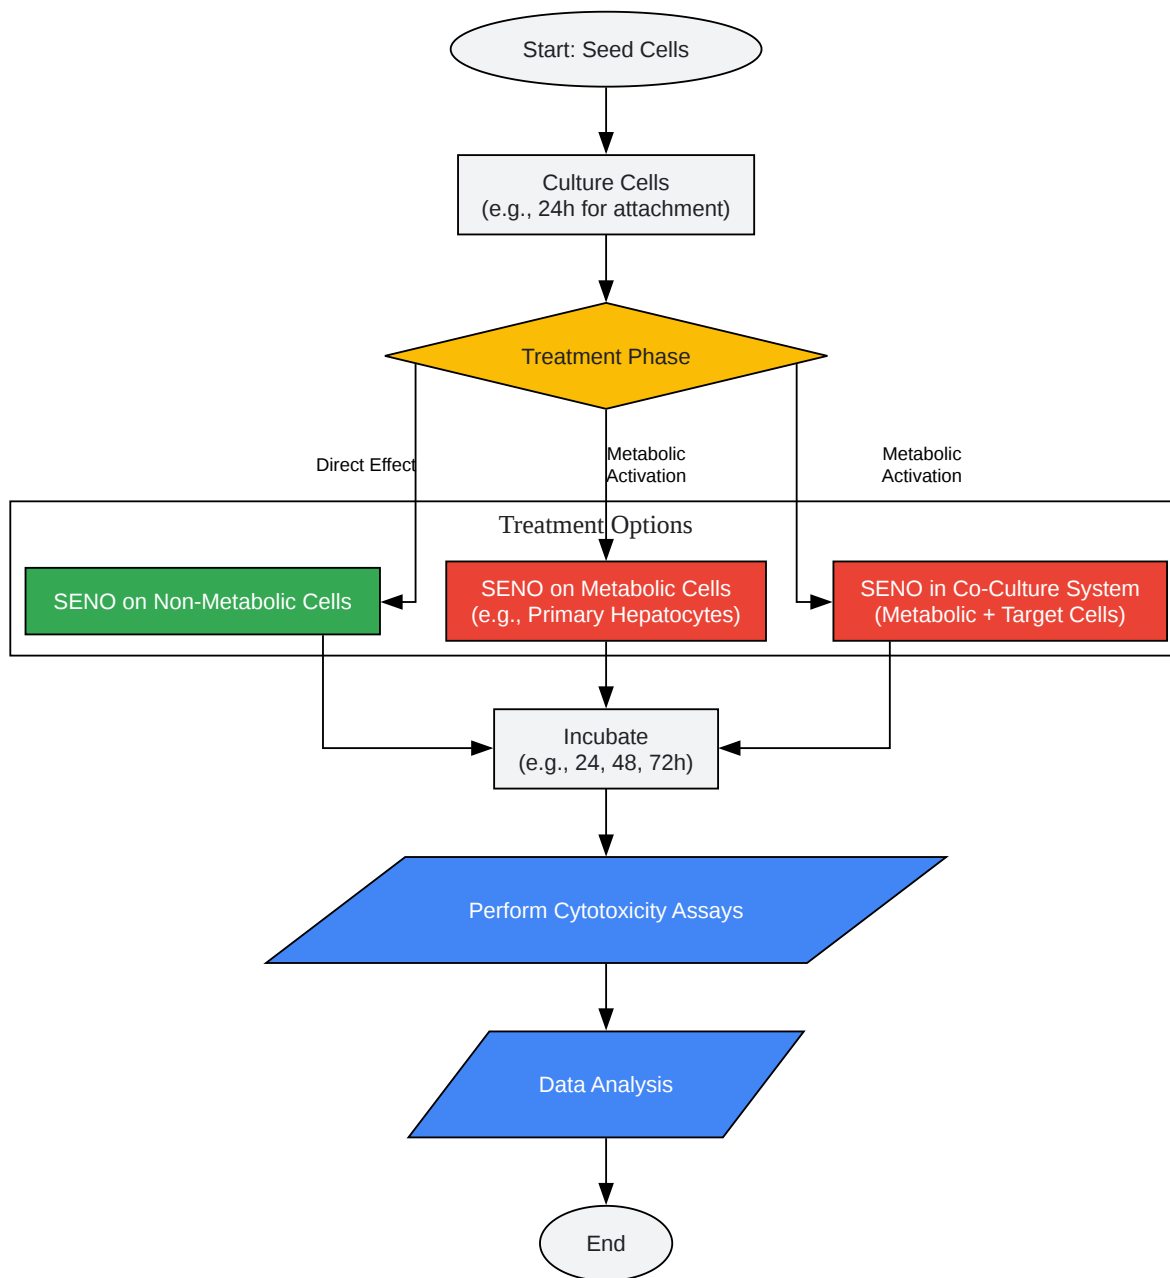 Start: Seed Cells
Culture Cells
(e.g., 24h for attachment)
Treatment Phase
Direct Effect
Metabolic
Activation
Metabolic
Activation
Treatment Options
SENO on Non-Metabolic Cells
SENO on Metabolic Cells
(e.g., Primary Hepatocytes)
SENO in Co-Culture System
(Metabolic + Target Cells)
Incubate
(e.g., 24, 48, 72h)
Perform Cytotoxicity Assays
Data Analysis
End